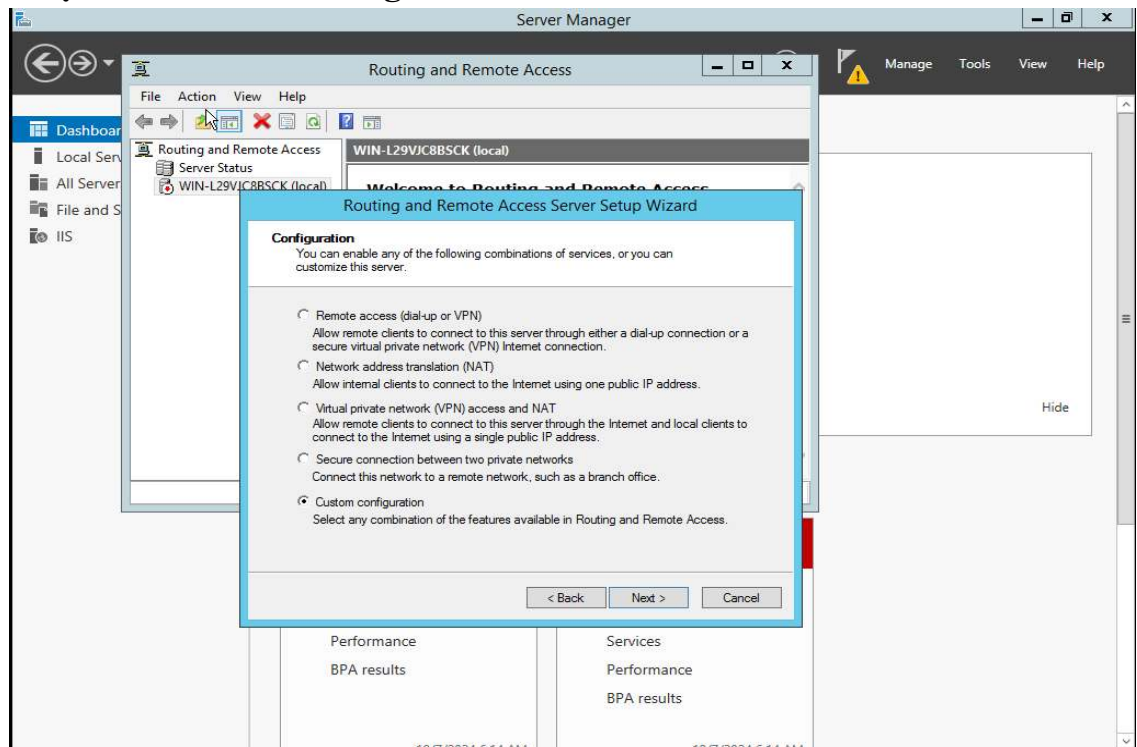 Server Manager
Manage Tools View Help
Routing and Remote Access
File Action View Help
Dashboar
Local Serv
All Server
File and S
IIS
Routing and Remote Access
Server Status
WIN-L29VJC8BSCK (local)
WIN-L29VJC8BSCK (local)
Welcome to Routing and Remote Access
Routing and Remote Access Server Setup Wizard
Configuration
You can enable any of the following combinations of services, or you can
customize this server.
Remote access (dial-up or VPN)
Allow remote clients to connect to this server through either a dial-up connection or a
secure virtual private network (VPN) Internet connection.
Network address translation (NAT)
Allow internal clients to connect to the Internet using one public IP address.
Virtual private network (VPN) access and NAT
Allow remote clients to connect to this server through the Internet and local clients to
connect to the Internet using a single public IP address.
Secure connection between two private networks
Connect this network to a remote network, such as a branch office.
Custom configuration
Select any combination of the features available in Routing and Remote Access.
< Back Next > Cancel
Hide
Performance
BPA results
Services
Performance
BPA results